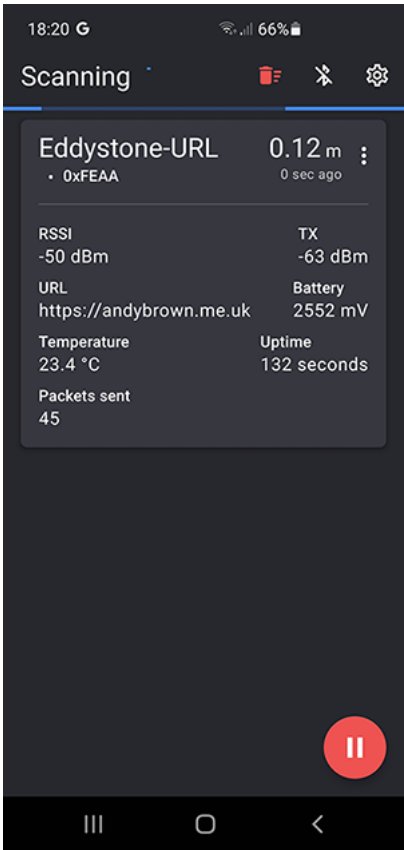 18:20 G 66%
Scanning
Eddystone-URL 0.12 m
• 0xFEAA 0 sec ago
RSSI TX
-50 dBm -63 dBm
URL Battery
https://andybrown.me.uk 2552 mV
Temperature Uptime
23.4 °C 132 seconds
Packets sent
45